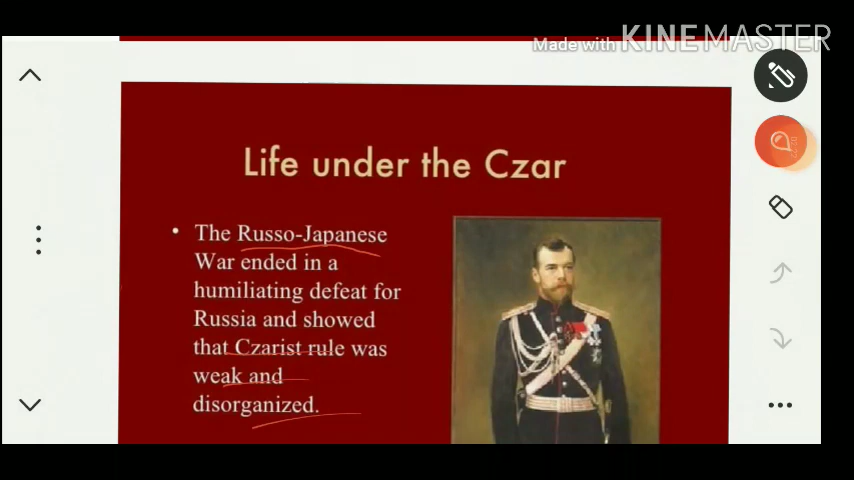 Made with KINEMASTER
Life under the Czar
• The Russo-Japanese
War ended in a
humiliating defeat for
Russia and showed
that Czarist rule was
weak and
disorganized.